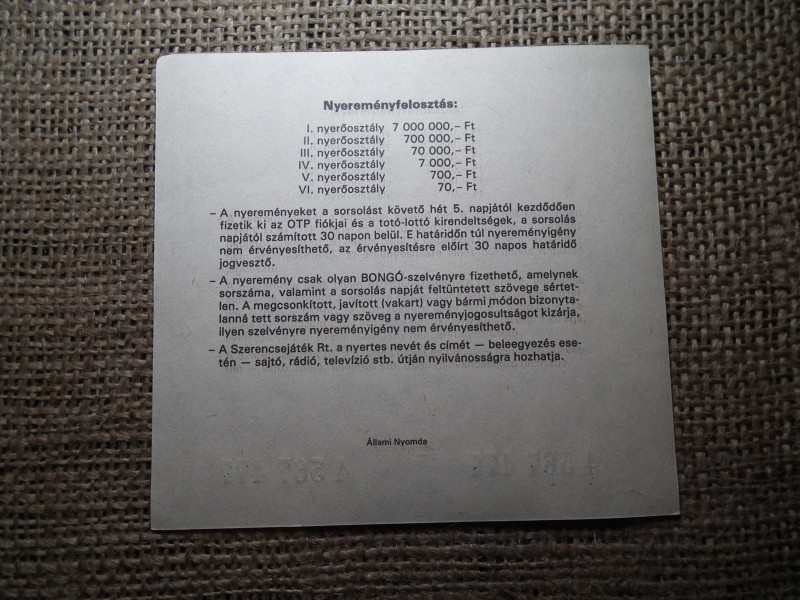 Nyereményfelosztás:
I. nyerőosztály 7 000 000,– Ft
II. nyerőosztály 700 000,– Ft
III. nyerőosztály 70 000,– Ft
IV. nyerőosztály 7 000,– Ft
V. nyerőosztály 700,– Ft
VI. nyerőosztály 70,– Ft
– A nyereményeket a sorsolást követő hét 5. napjától kezdődően
fizetik ki az OTP fiókjai és a totó-lottó kirendeltségek, a sorsolás
napjától számított 30 napon belül. E határidőn túl nyereményigény
nem érvényesíthető, az érvényesítésre előírt 30 napos határidő
jogvesztő.
– A nyeremény csak olyan BONGÓ-szelvényre fizethető, amelynek
sorszáma, valamint a sorsolás napját feltüntetett szövege sértet-
len. A megcsonkított, javított (vakart) vagy bármi módon bizonyta-
lanná tett sorszám vagy szöveg a nyereményjogosultságot kizárja,
ilyen szelvényre nyereményigény nem érvényesíthető.
– A Szerencsejáték Rt. a nyertes nevét és címét — beleegyezés ese-
tén — sajtó, rádió, televízió stb. útján nyilvánosságra hozhatja.
Állami Nyomda